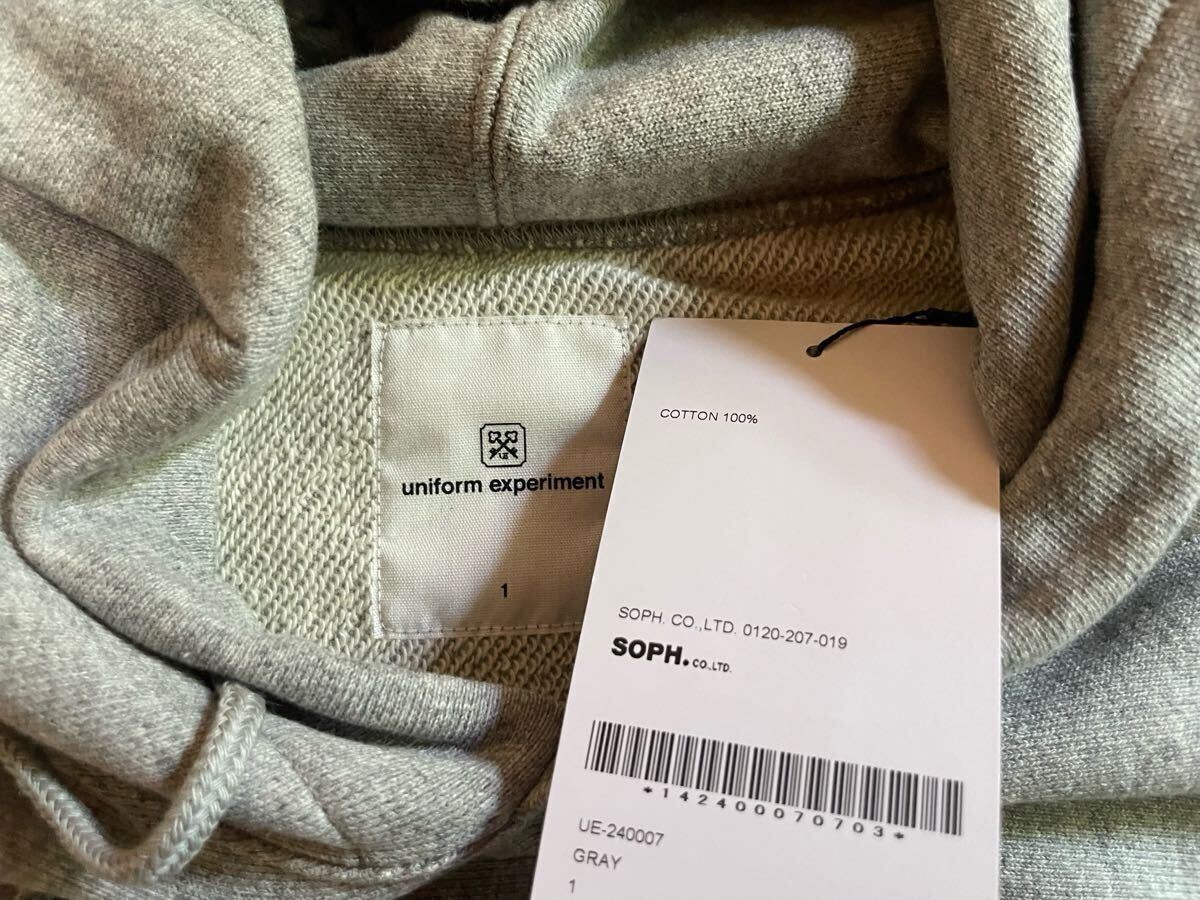 uniform experiment
1
COTTON 100%
SOPH. CO.,LTD. 0120-207-019
SOPH. CO.,LTD.
*142400070703*
UE-240007
GRAY
1